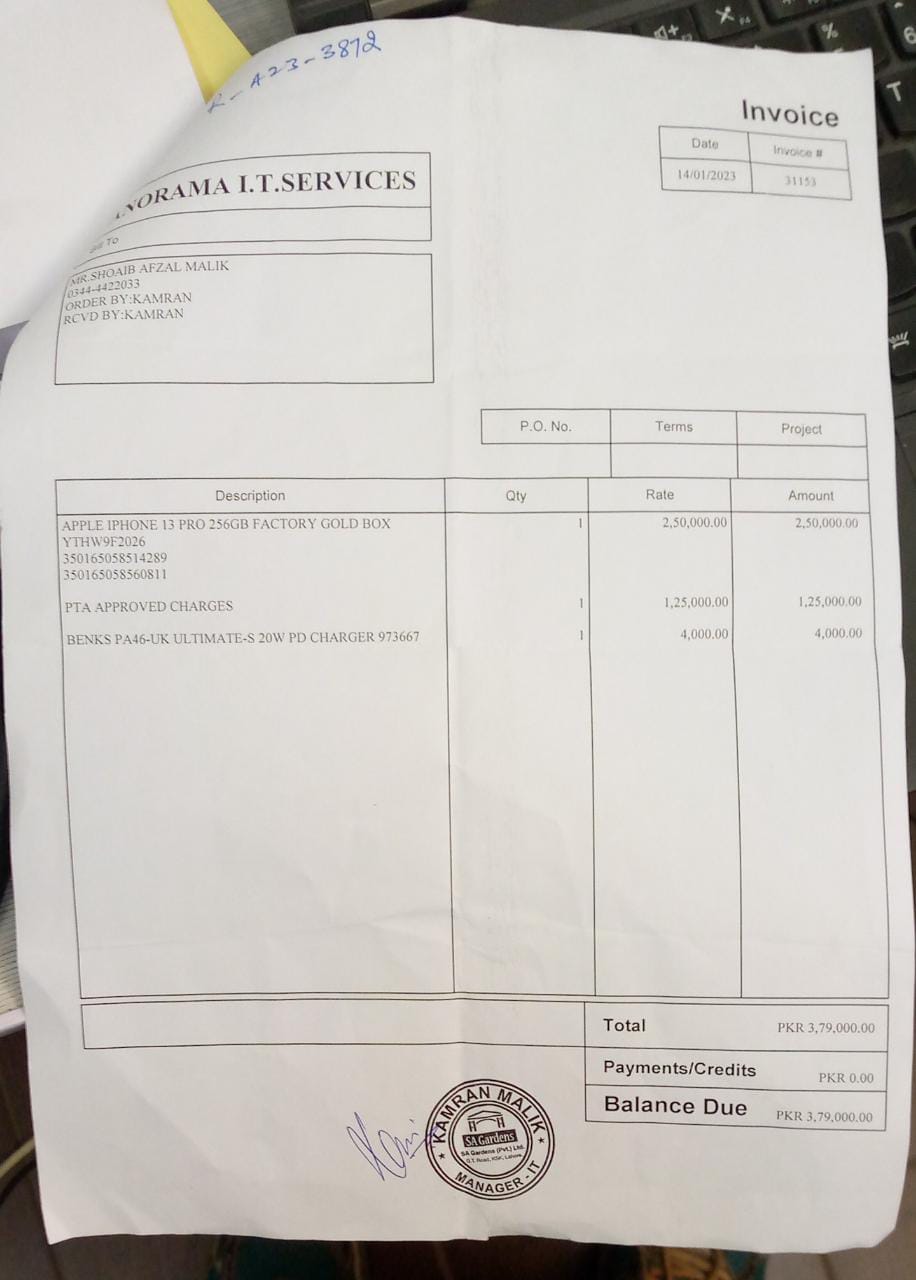 A23-3872
Invoice
Date Invoice #
14/01/2023 31153
NORAMA I.T.SERVICES
To
MR.SHOAIB AFZAL MALIK
0344-4422033
ORDER BY:KAMRAN
RCVD BY:KAMRAN
P.O. No. Terms Project
Description Qty Rate Amount
APPLE IPHONE 13 PRO 256GB FACTORY GOLD BOX 1 2,50,000.00 2,50,000.00
YTHW9F2026
350165058514289
350165058560811
PTA APPROVED CHARGES 1 1,25,000.00 1,25,000.00
BENKS PA46-UK ULTIMATE-S 20W PD CHARGER 973667 1 4,000.00 4,000.00
Total PKR 3,79,000.00
Payments/Credits PKR 0.00
Balance Due PKR 3,79,000.00
KAMRAN MALIK
SA Gardens
SA Gardens (Pvt.) Ltd.
G.T. Road, KSK, Lahore.
MANAGER - IT